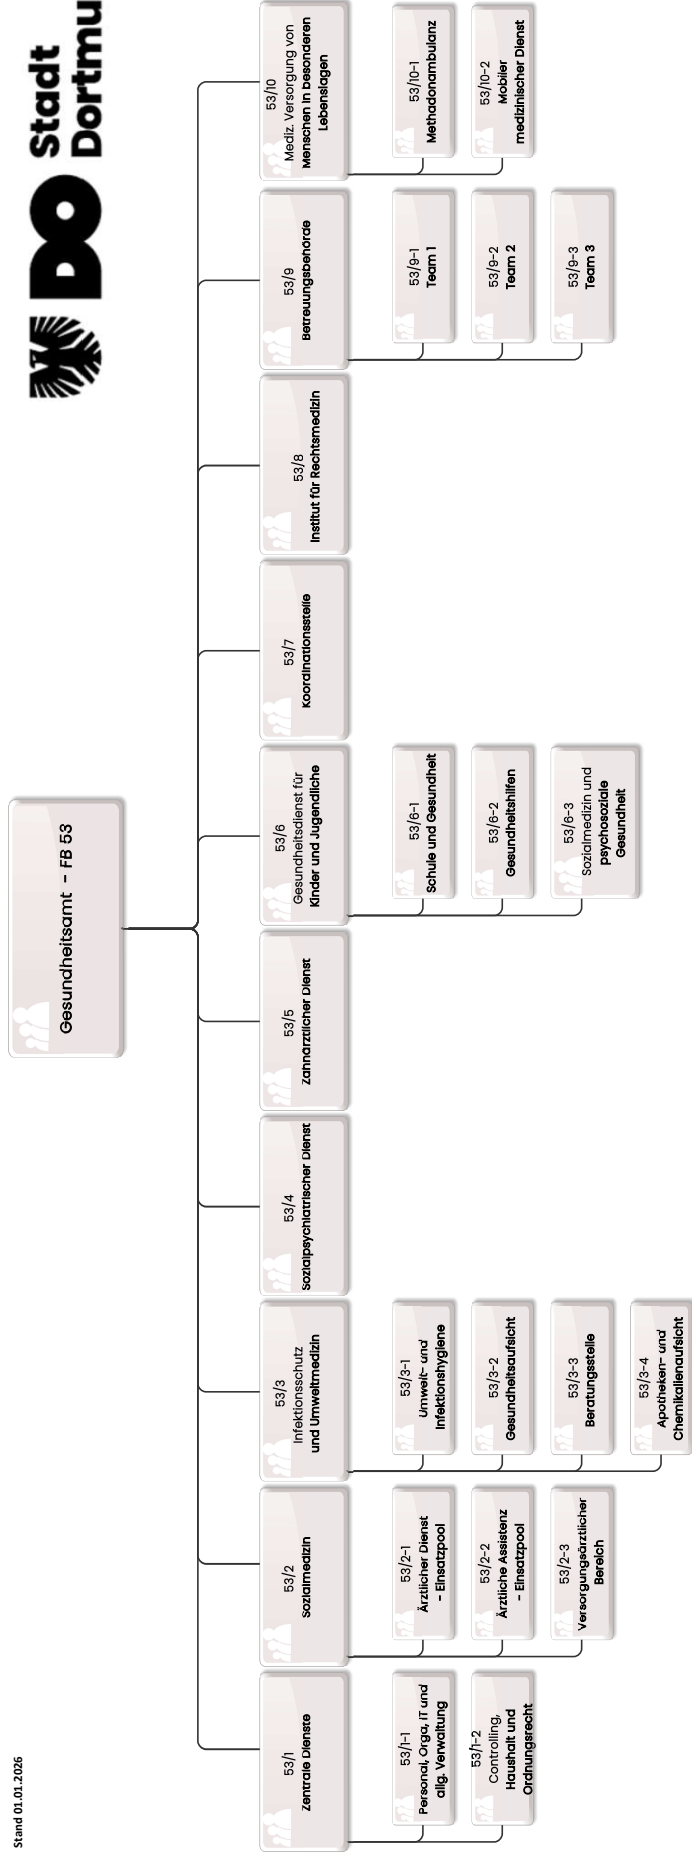 Stand 01.01.2026
Stadt
Dortmu
DO
Gesundheitsamt - FB 53
53/1
Zentrale Dienste
53/1-1
Personal, Orga, IT und
allg. Verwaltung
53/1-2
Controlling,
Haushalt und
Ordnungsrecht
53/2
Sozialmedizin
53/2-1
Ärztlicher Dienst
- Einsatzpool
53/2-2
Ärztliche Assistenz
- Einsatzpool
53/2-3
Versorgungsärztlicher
Bereich
53/3
Infektionsschutz
und Umweltmedizin
53/3-1
Umwelt- und
Infektionshygiene
53/3-2
Gesundheitsaufsicht
53/3-3
Beratungsstelle
53/3-4
Apotheken- und
Chemikalienaufsicht
53/4
Sozialpsychiatrischer Dienst
53/5
Zahnärztlicher Dienst
53/6
Gesundheitsdienst für
Kinder und Jugendliche
53/6-1
Schule und Gesundheit
53/6-2
Gesundheitshilfen
53/6-3
Sozialmedizin und
psychosoziale
Gesundheit
53/7
Koordinationsstelle
53/8
Institut für Rechtsmedizin
53/9
Betreuungsbehörde
53/9-1
Team 1
53/9-2
Team 2
53/9-3
Team 3
53/10
Mediz. Versorgung von
Menschen in besonderen
Lebenslagen
53/10-1
Methadonambulanz
53/10-2
Mobiler
medizinischer Dienst